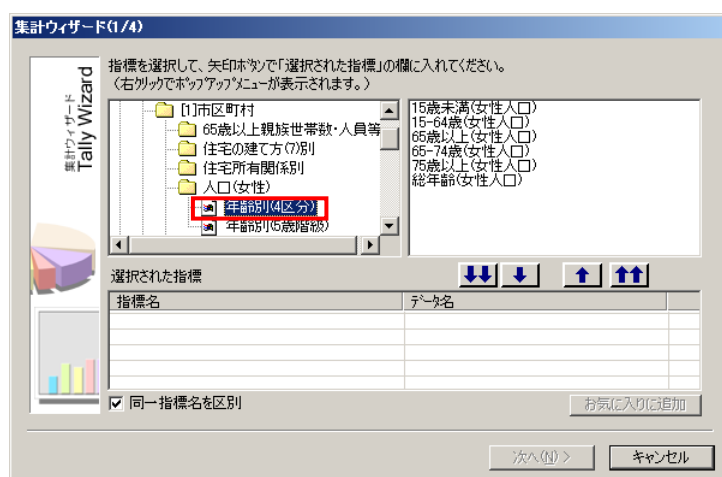 集計ウィザード(1/4)
集計ウィザード
Tally Wizard
指標を選択して、矢印ボタンで「選択された指標」の欄に入れてください。
(右クリックでポップアップメニューが表示されます。)
[1]市区町村
65歳以上親族世帯数・人員等
住宅の建て方(7)別
住宅所有関係別
人口(女性)
年齢別(4区分)
年齢別(5歳階級)
15歳未満(女性人口)
15-64歳(女性人口)
65歳以上(女性人口)
65-74歳(女性人口)
75歳以上(女性人口)
総年齢(女性人口)
選択された指標
指標名 データ名
同一指標名を区別
お気に入りに追加
次へ(N) > キャンセル